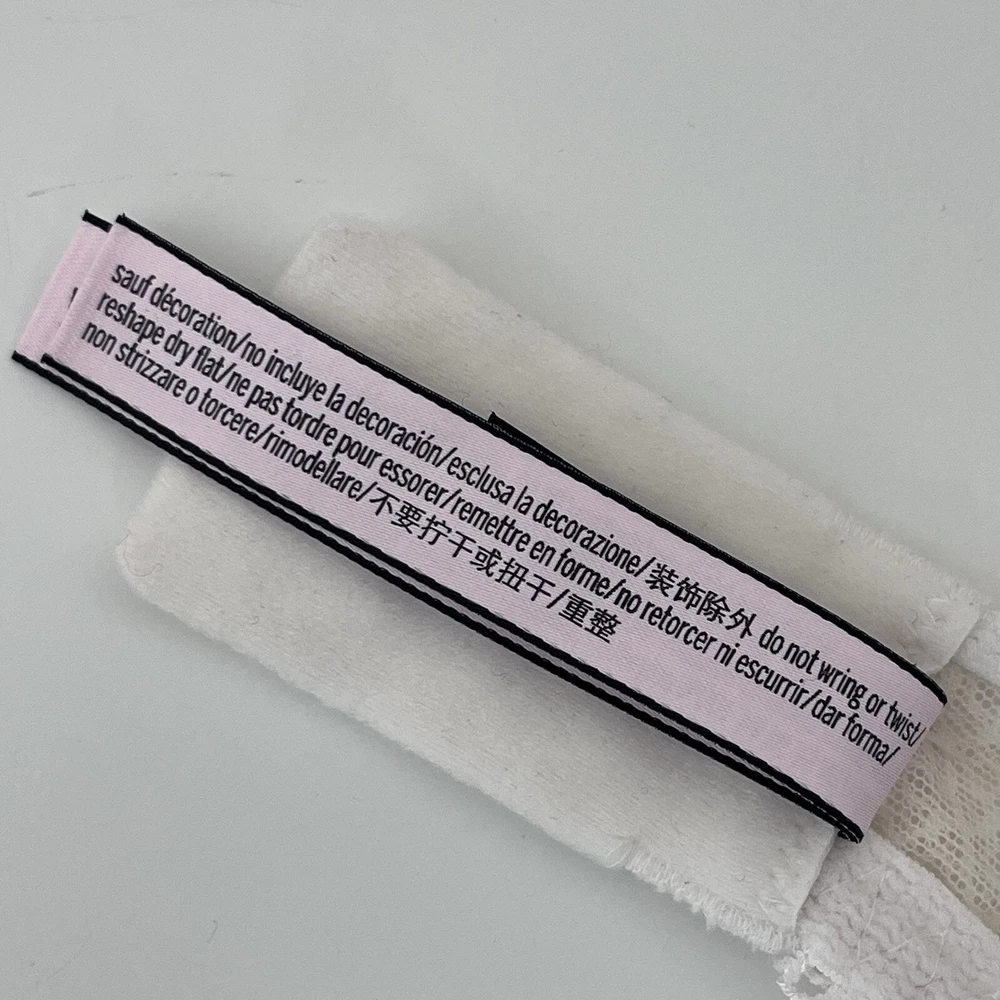 sauf décoration/no incluye la decoración/esclusa la decorazione/装饰除外 do not wring or twist/
reshape dry flat/ne pas tordre pour essorer/remettre en forme/no retorcer ni escurrir/dar forma/
non strizzare o torcere/rimodellare/不要拧干或扭干/重整